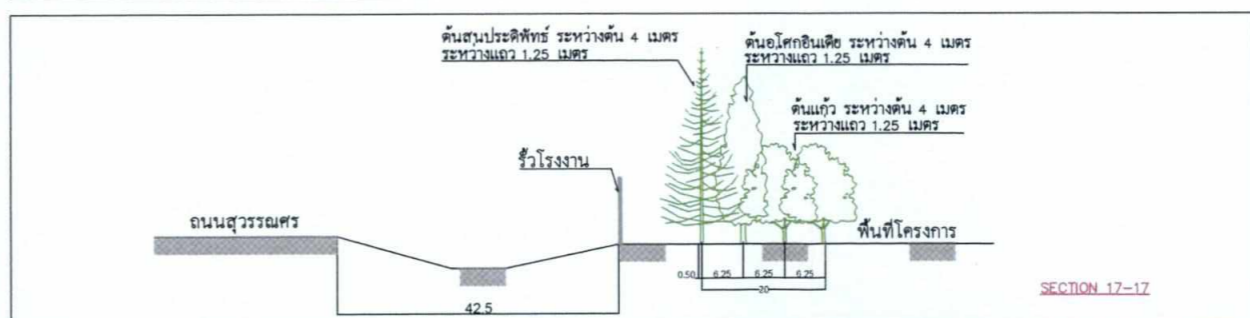 ต้นสนประดิพัทธ์ ระหว่างต้น 4 เมตร
ระหว่างแถว 1.25 เมตร
ต้นอโศกอินเดีย ระหว่างต้น 4 เมตร
ระหว่างแถว 1.25 เมตร
ต้นแก้ว ระหว่างต้น 4 เมตร
ระหว่างแถว 1.25 เมตร
รั้วโรงงาน
ถนนสุวรรณศร
พื้นที่โครงการ
0.50 6.25 6.25 6.25
20
42.5
SECTION 17-17